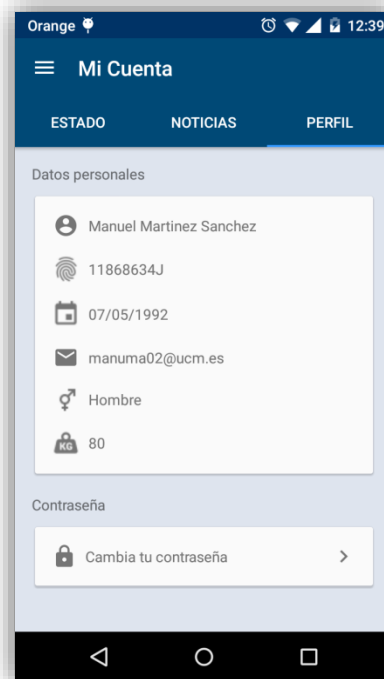 Orange 12:39
Mi Cuenta
ESTADO NOTICIAS PERFIL
Datos personales
Manuel Martinez Sanchez
11868634J
07/05/1992
manuma02@ucm.es
Hombre
KG 80
Contraseña
Cambia tu contraseña